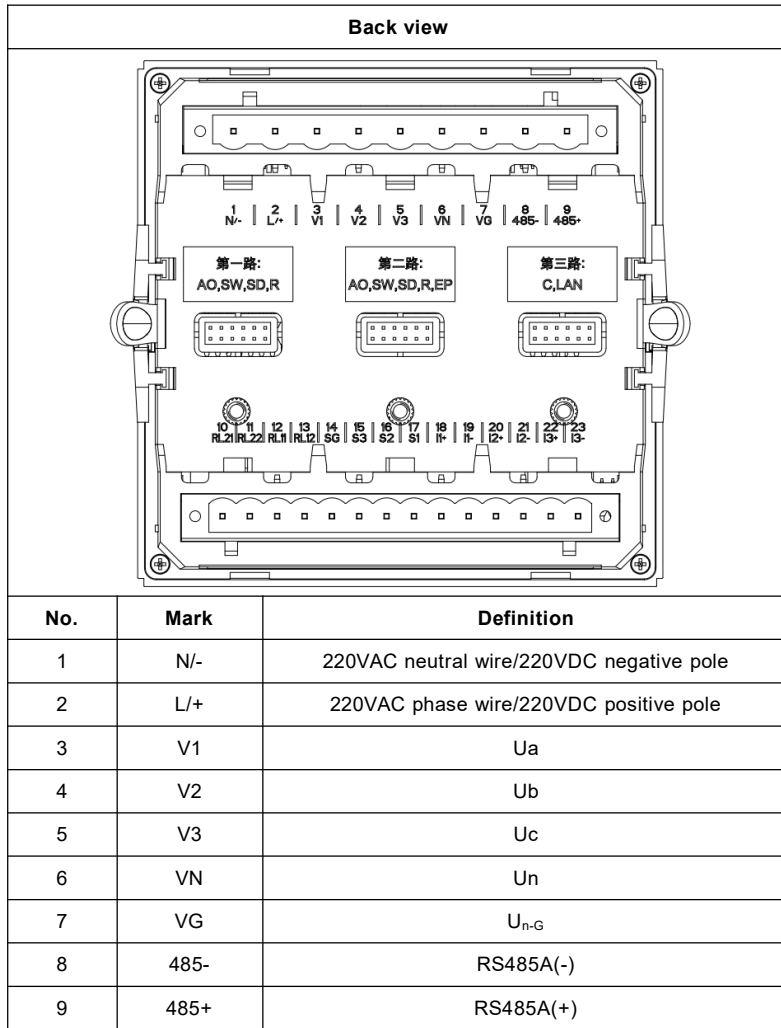 Back view
1 2 3 4 5 6 7 8 9
N/- L/+ V1 V2 V3 VN VG 485- 485+
第一路: 第二路: 第三路:
AO,SW,SD,R AO,SW,SD,R,EP C,LAN
10 11 12 13 14 15 16 17 18 19 20 21 22 23
RL21 RL22 RL11 RL12 SG S3 S2 S1 I1+ I1- I2+ I2- I3+ I3-
No. Mark Definition
1 N/- 220VAC neutral wire/220VDC negative pole
2 L/+ 220VAC phase wire/220VDC positive pole
3 V1 Ua
4 V2 Ub
5 V3 Uc
6 VN Un
7 VG Un-G
8 485- RS485A(-)
9 485+ RS485A(+)